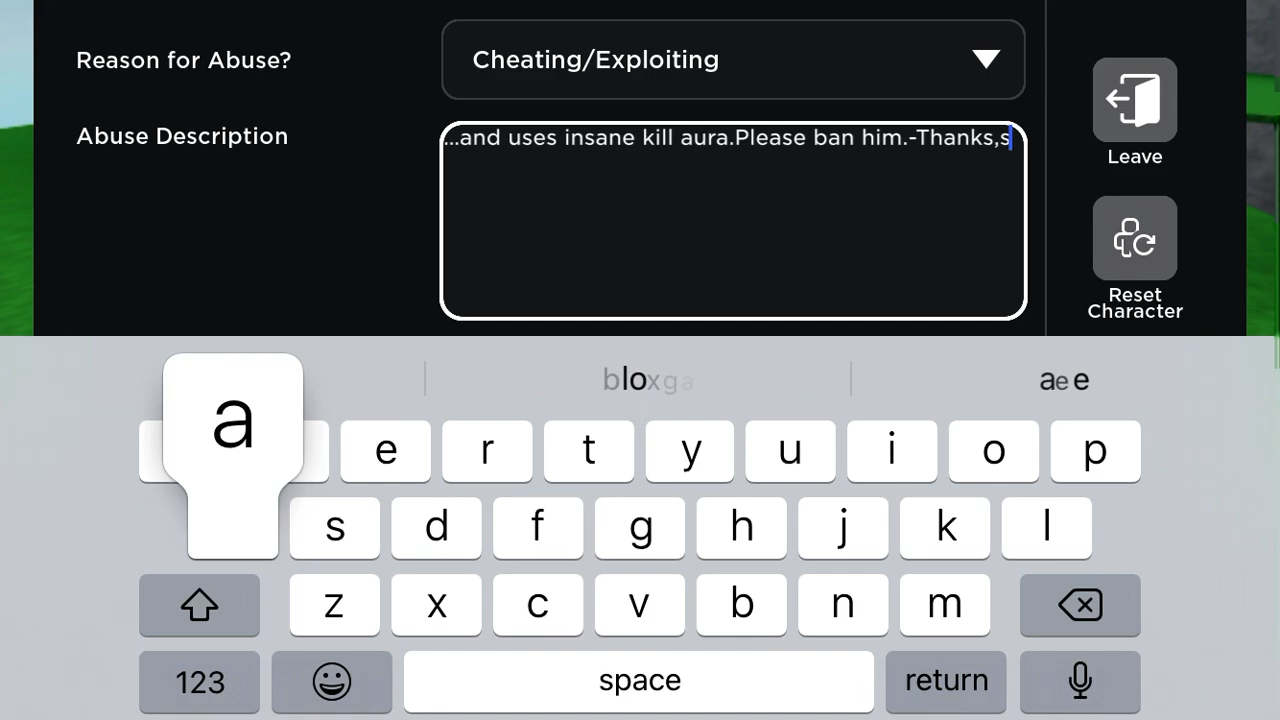 Reason for Abuse?
Cheating/Exploiting
Abuse Description
...and uses insane kill aura.Please ban him.-Thanks,s
Leave
Reset
Character
a
e r t y u i o p
s d f g h j k l
z x c v b n m
123
space
return